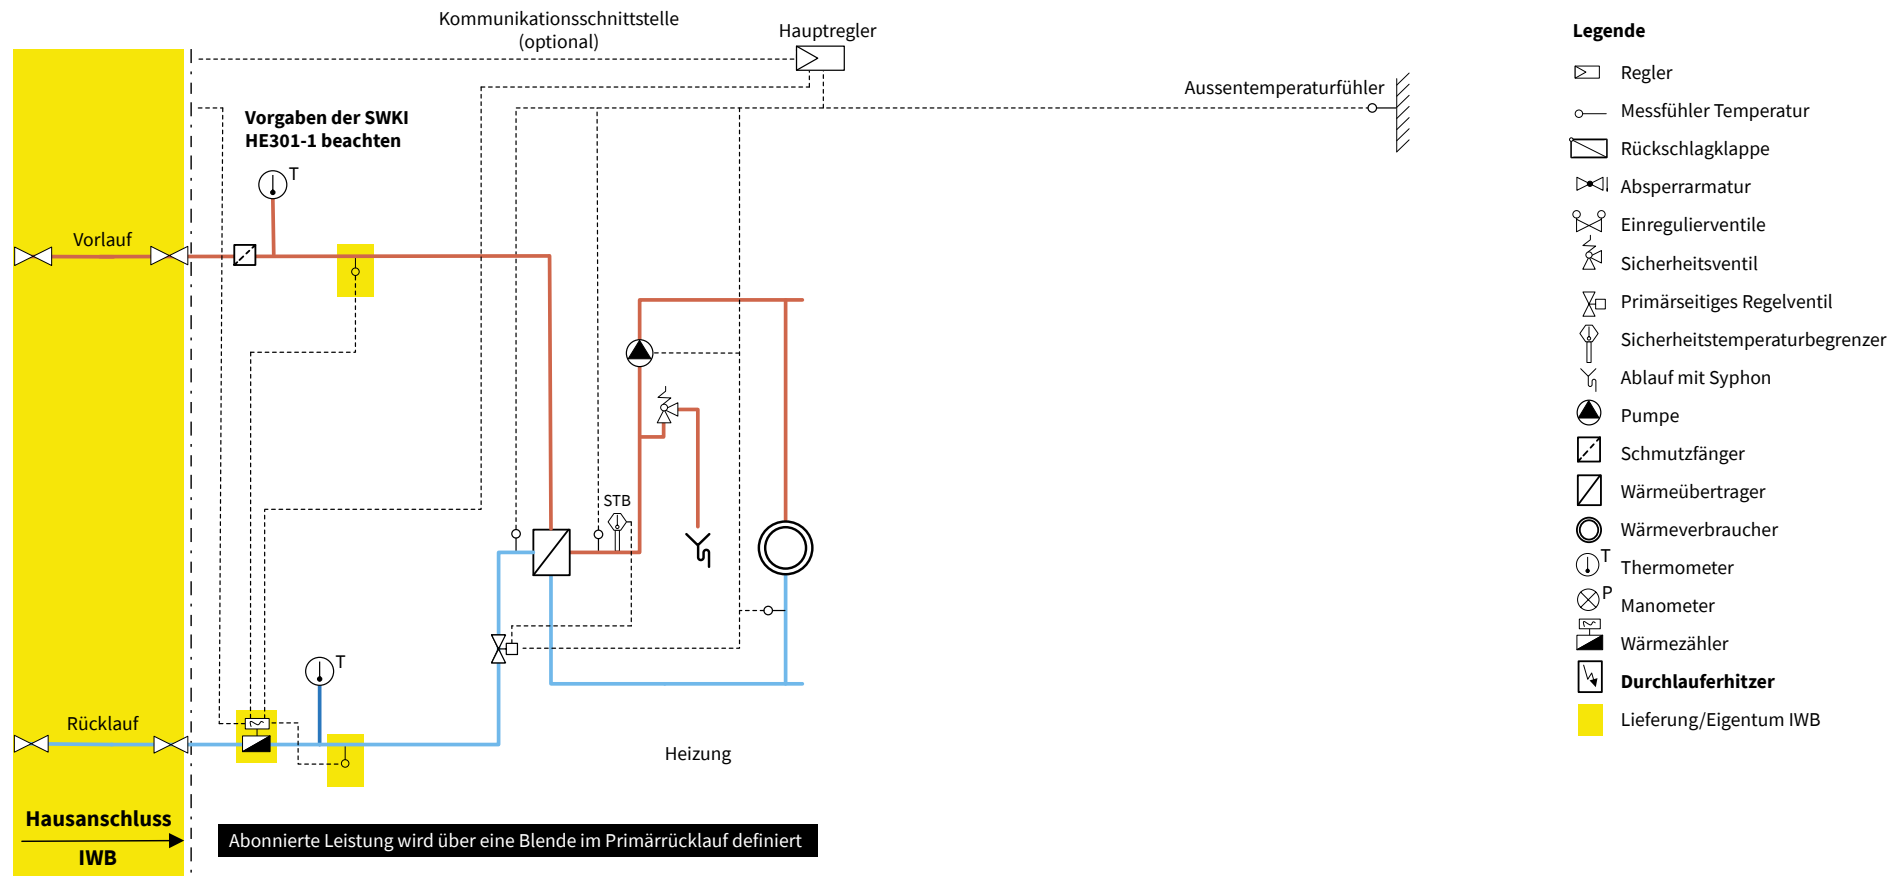 Kommunikationsschnittstelle
(optional)
Hauptregler
Aussentemperaturfühler
Vorgaben der SWKI
HE301-1 beachten
T
Vorlauf
STB
T
Rücklauf
Heizung
Hausanschluss
IWB
Abonnierte Leistung wird über eine Blende im Primärrücklauf definiert
Legende
Regler
Messfühler Temperatur
Rückschlagklappe
Absperrarmatur
Einregulierventile
Sicherheitsventil
Primärseitiges Regelventil
Sicherheitstemperaturbegrenzer
Ablauf mit Syphon
Pumpe
Schmutzfänger
Wärmeübertrager
Wärmeverbraucher
T
Thermometer
P
Manometer
Wärmezähler
Durchlauferhitzer
Lieferung/Eigentum IWB